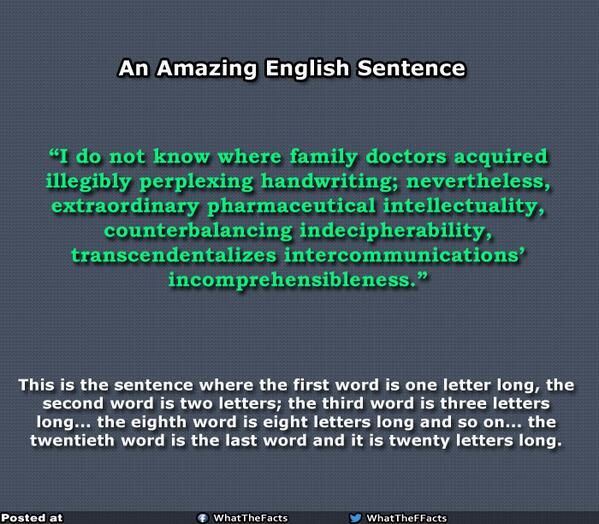 An Amazing English Sentence
“I do not know where family doctors acquired
illegibly perplexing handwriting; nevertheless,
extraordinary pharmaceutical intellectuality,
counterbalancing indecipherability,
transcendentalizes intercommunications’
incomprehensibleness.”
This is the sentence where the first word is one letter long, the
second word is two letters; the third word is three letters
long... the eighth word is eight letters long and so on... the
twentieth word is the last word and it is twenty letters long.
Posted at WhatTheFacts WhatTheFFacts